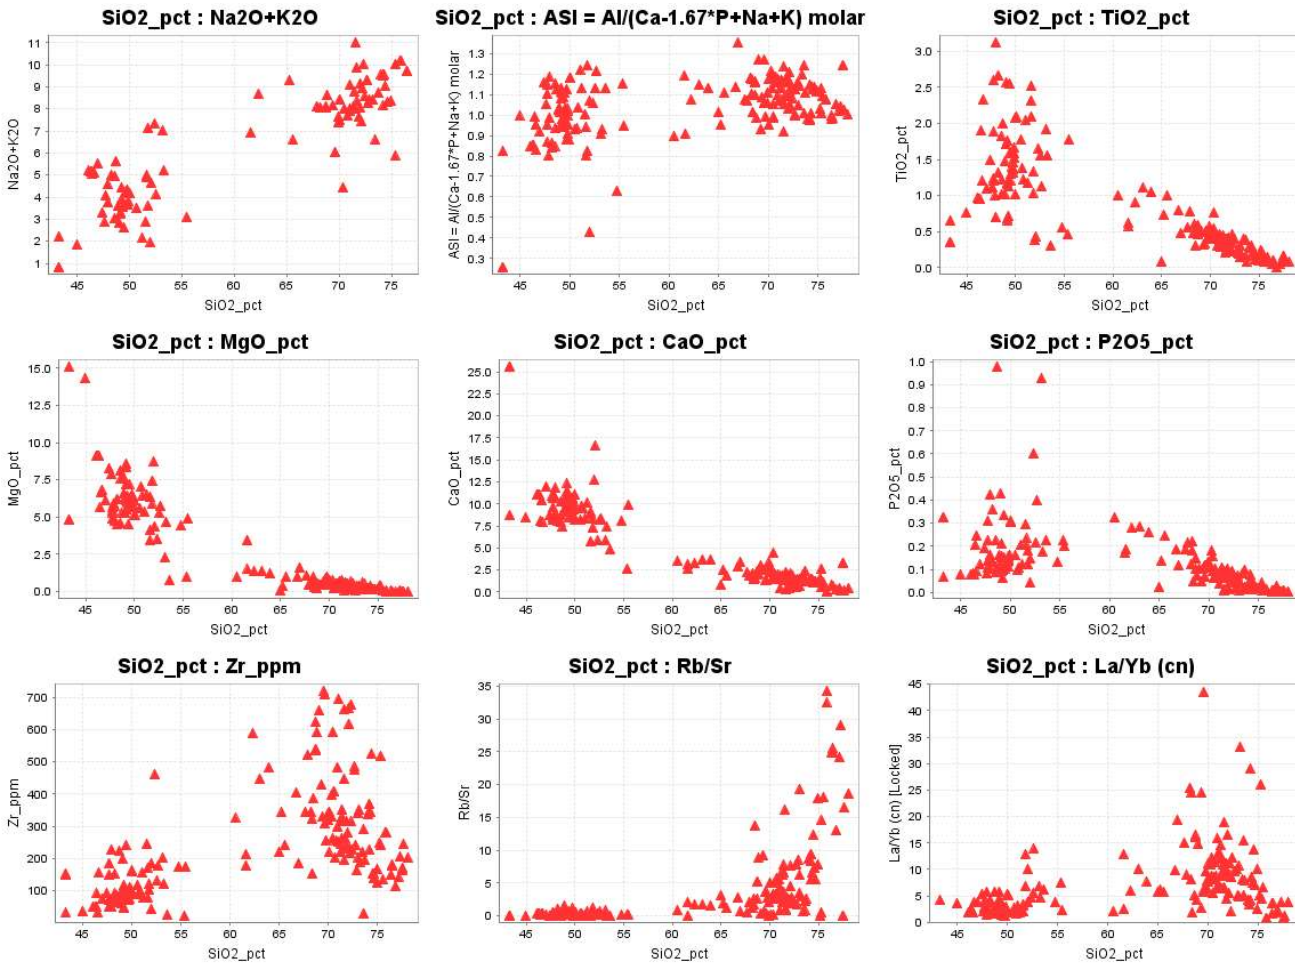 SiO2_pct : Na2O+K2O
11
10
9
8
7
6
5
4
3
2
1
Na2O+K2O
45 50 55 60 65 70 75
SiO2_pct
SiO2_pct : ASI = Al/(Ca-1.67*P+Na+K) molar
1.3
1.2
1.1
1.0
0.9
0.8
0.7
0.6
0.5
0.4
0.3
ASI = Al/(Ca-1.67*P+Na+K) molar
45 50 55 60 65 70 75
SiO2_pct
SiO2_pct : TiO2_pct
3.0
2.5
2.0
1.5
1.0
0.5
0.0
TiO2_pct
45 50 55 60 65 70 75
SiO2_pct
SiO2_pct : MgO_pct
15.0
12.5
10.0
7.5
5.0
2.5
0.0
MgO_pct
45 50 55 60 65 70 75
SiO2_pct
SiO2_pct : CaO_pct
25.0
22.5
20.0
17.5
15.0
12.5
10.0
7.5
5.0
2.5
0.0
CaO_pct
45 50 55 60 65 70 75
SiO2_pct
SiO2_pct : P2O5_pct
1.0
0.9
0.8
0.7
0.6
0.5
0.4
0.3
0.2
0.1
0.0
P2O5_pct
45 50 55 60 65 70 75
SiO2_pct
SiO2_pct : Zr_ppm
700
600
500
400
300
200
100
Zr_ppm
45 50 55 60 65 70 75
SiO2_pct
SiO2_pct : Rb/Sr
35
30
25
20
15
10
5
0
Rb/Sr
45 50 55 60 65 70 75
SiO2_pct
SiO2_pct : La/Yb (cn)
45
40
35
30
25
20
15
10
5
0
La/Yb (cn) [Locked]
45 50 55 60 65 70 75
SiO2_pct